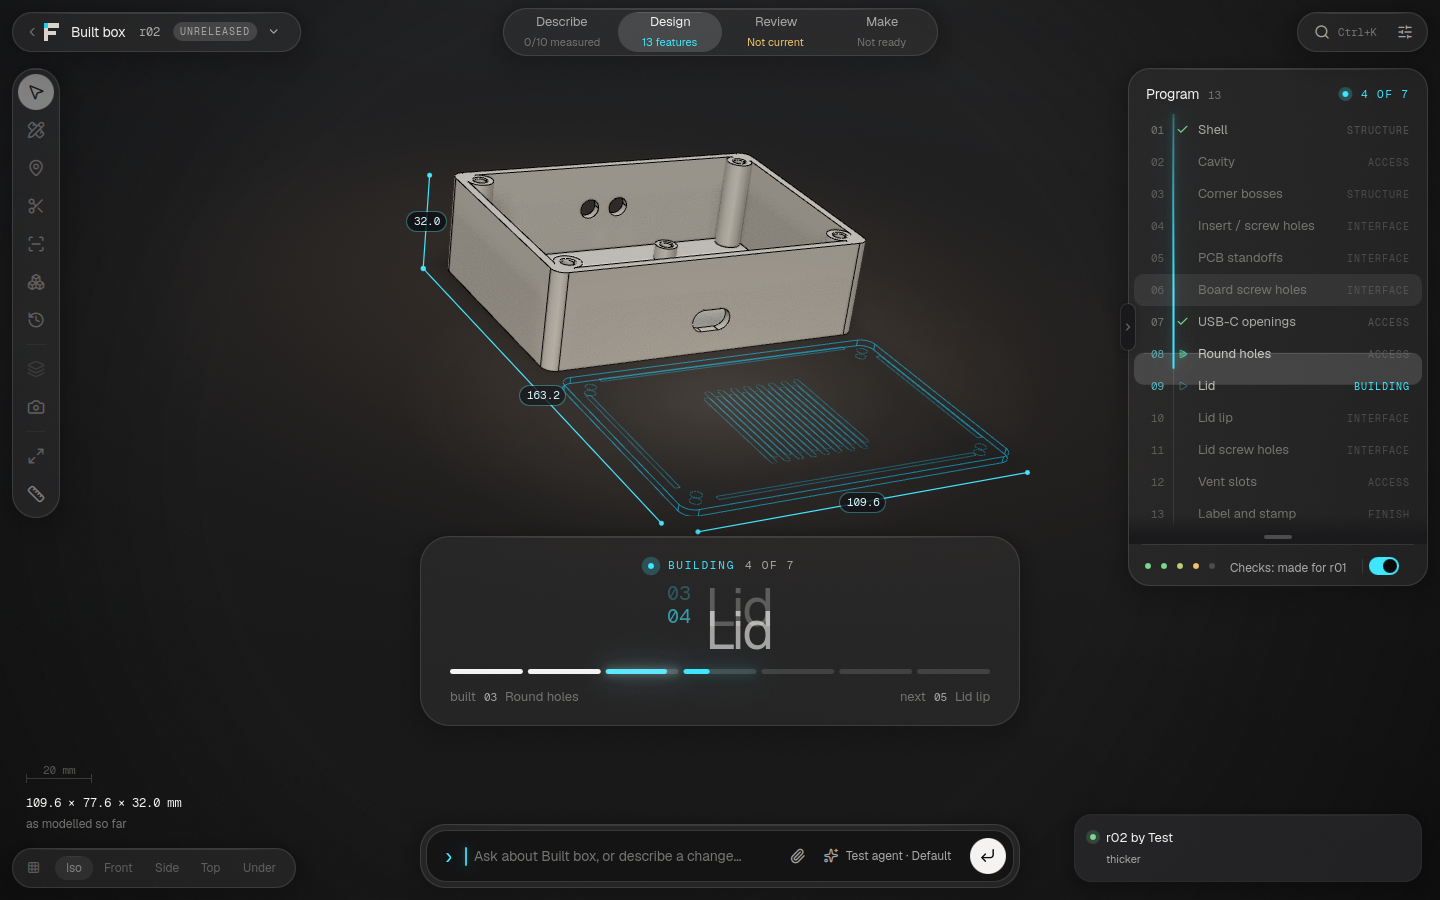 Built box r02 UNRELEASED
Describe
0/10 measured
Design
13 features
Review
Not current
Make
Not ready
Ctrl+K
Program 13
4 OF 7
01 Shell STRUCTURE
02 Cavity ACCESS
03 Corner bosses STRUCTURE
04 Insert / screw holes INTERFACE
05 PCB standoffs INTERFACE
06 Board screw holes INTERFACE
07 USB-C openings ACCESS
08 Round holes ACCESS
09 Lid BUILDING
10 Lid lip INTERFACE
11 Lid screw holes INTERFACE
12 Vent slots ACCESS
13 Label and stamp FINISH
Checks: made for r01
32.0
163.2
109.6
BUILDING 4 OF 7
03 Lid
04 Lid
built 03 Round holes
next 05 Lid lip
20 mm
109.6 × 77.6 × 32.0 mm
as modelled so far
Iso Front Side Top Under
Ask about Built box, or describe a change…
Test agent · Default
r02 by Test
thicker